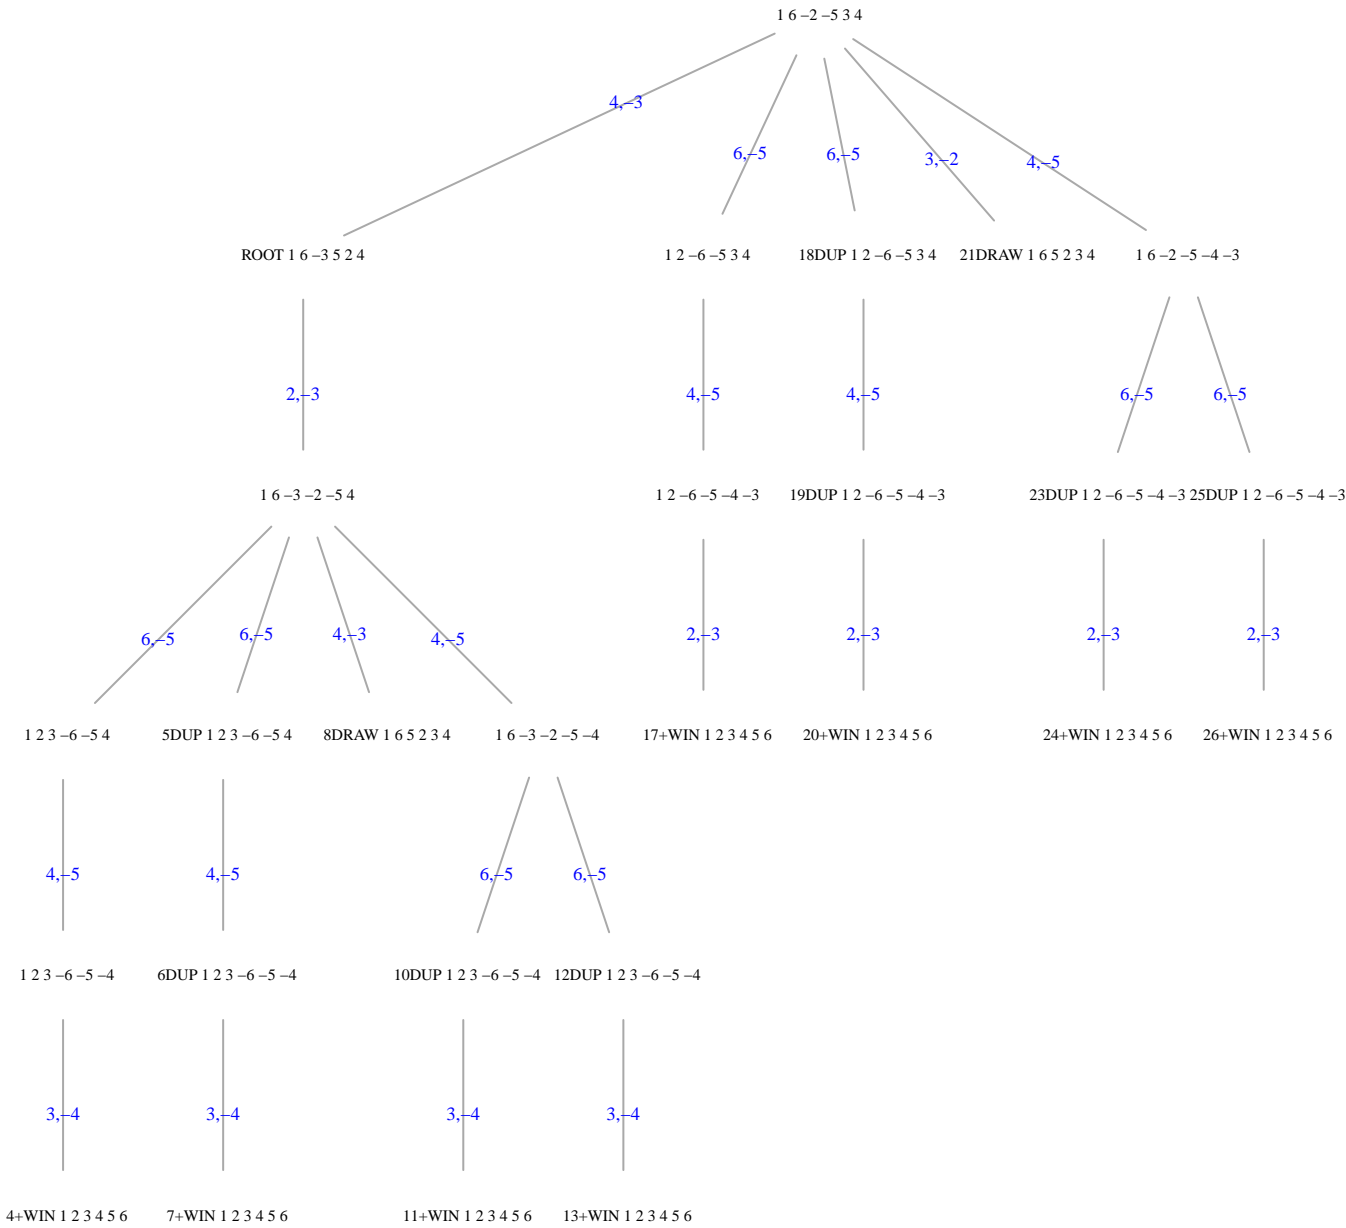 1 6 −2 −5 3 4
4,−3
6,−5
6,−5
3,−2
4,−5
ROOT 1 6 −3 5 2 4
1 2 −6 −5 3 4
18DUP 1 2 −6 −5 3 4
21DRAW 1 6 5 2 3 4
1 6 −2 −5 −4 −3
2,−3
4,−5
4,−5
6,−5
6,−5
1 6 −3 −2 −5 4
1 2 −6 −5 −4 −3
19DUP 1 2 −6 −5 −4 −3
23DUP 1 2 −6 −5 −4 −3
25DUP 1 2 −6 −5 −4 −3
6,−5
6,−5
4,−3
4,−5
2,−3
2,−3
2,−3
2,−3
1 2 3 −6 −5 4
5DUP 1 2 3 −6 −5 4
8DRAW 1 6 5 2 3 4
1 6 −3 −2 −5 −4
17+WIN 1 2 3 4 5 6
20+WIN 1 2 3 4 5 6
24+WIN 1 2 3 4 5 6
26+WIN 1 2 3 4 5 6
4,−5
4,−5
6,−5
6,−5
1 2 3 −6 −5 −4
6DUP 1 2 3 −6 −5 −4
10DUP 1 2 3 −6 −5 −4
12DUP 1 2 3 −6 −5 −4
3,−4
3,−4
3,−4
3,−4
4+WIN 1 2 3 4 5 6
7+WIN 1 2 3 4 5 6
11+WIN 1 2 3 4 5 6
13+WIN 1 2 3 4 5 6